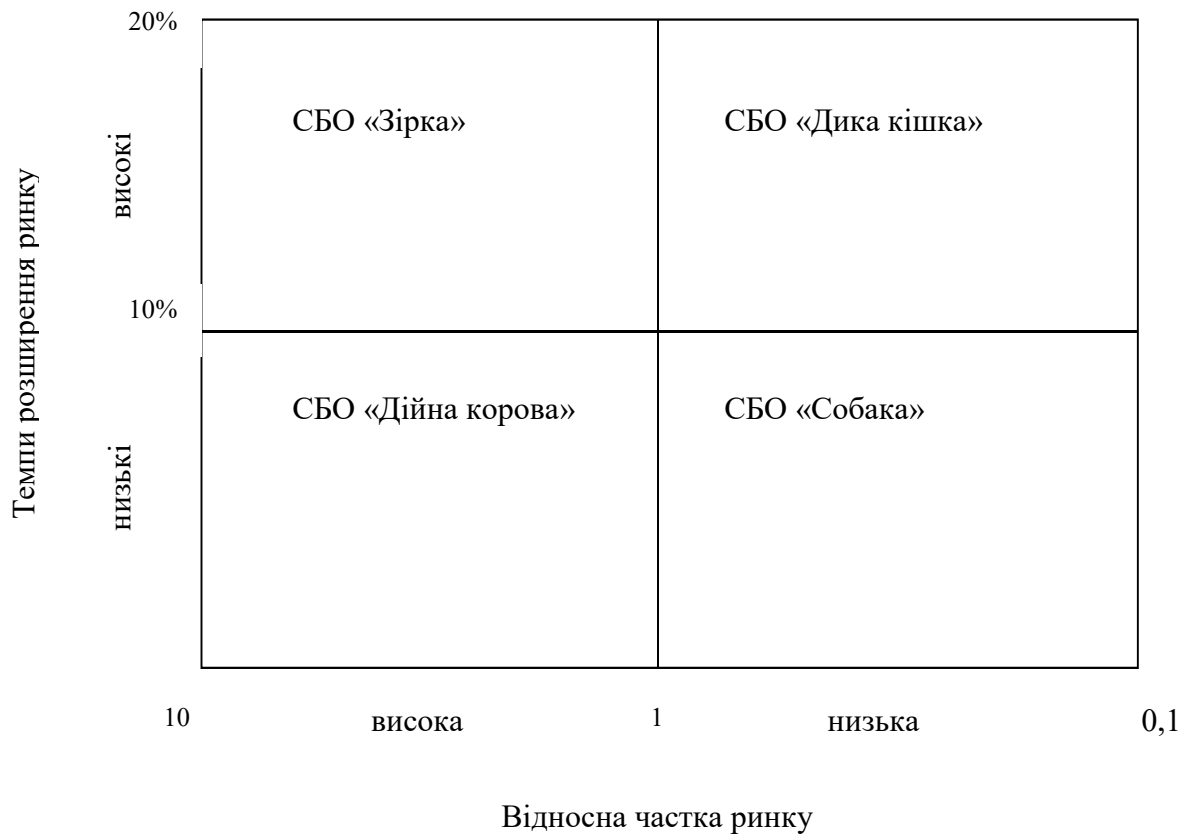 20%
СБО «Зірка»
СБО «Дика кішка»
високі
Темпи розширення ринку
10%
СБО «Дійна корова»
СБО «Собака»
низькі
10
висока
1
низька
0,1
Відносна частка ринку